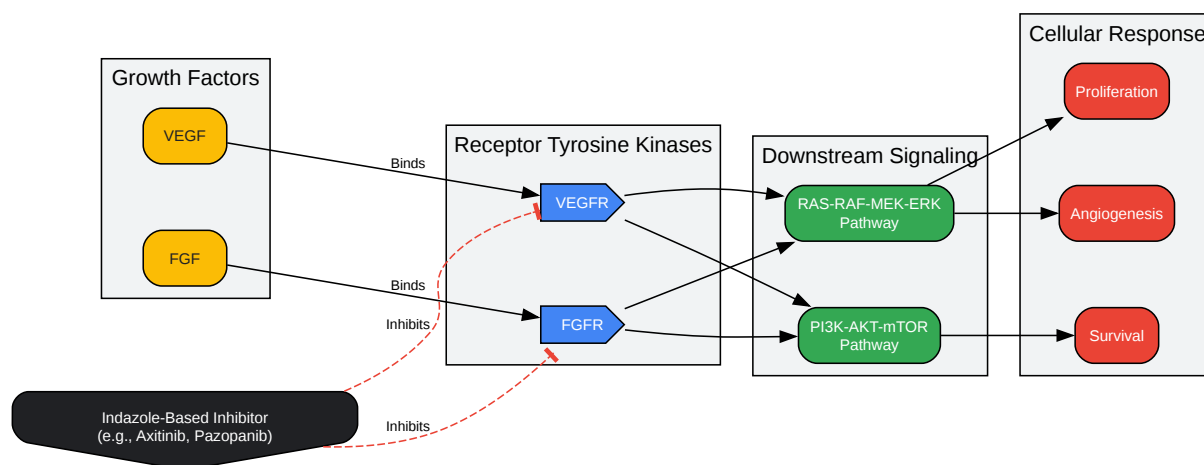 Growth Factors
VEGF
FGF
Binds
Binds
Inhibits
Inhibits
Indazole-Based Inhibitor
(e.g., Axitinib, Pazopanib)
Receptor Tyrosine Kinases
VEGFR
FGFR
Downstream Signaling
RAS-RAF-MEK-ERK
Pathway
PI3K-AKT-mTOR
Pathway
Cellular Response
Proliferation
Angiogenesis
Survival